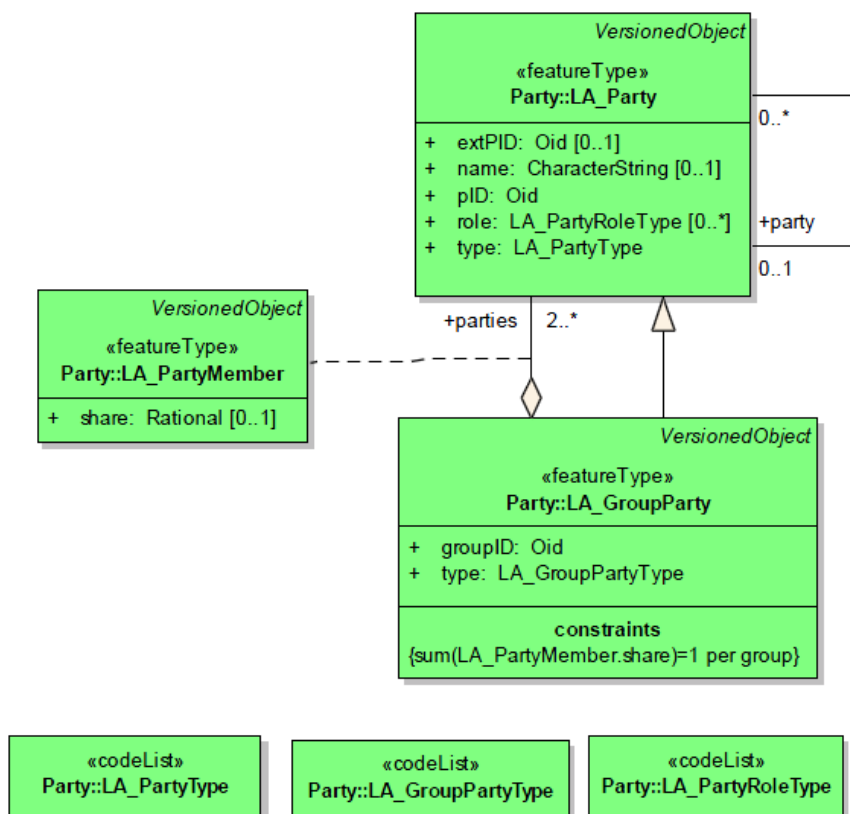 VersionedObject
«featureType»
Party::LA_Party
+ extPID: Oid [0..1]
+ name: CharacterString [0..1]
+ pID: Oid
+ role: LA_PartyRoleType [0..*]
+ type: LA_PartyType
0..*
+party
0..1
+parties 2..*
VersionedObject
«featureType»
Party::LA_PartyMember
+ share: Rational [0..1]
VersionedObject
«featureType»
Party::LA_GroupParty
+ groupID: Oid
+ type: LA_GroupPartyType
constraints
{sum(LA_PartyMember.share)=1 per group}
«codeList»
Party::LA_PartyType
«codeList»
Party::LA_GroupPartyType
«codeList»
Party::LA_PartyRoleType